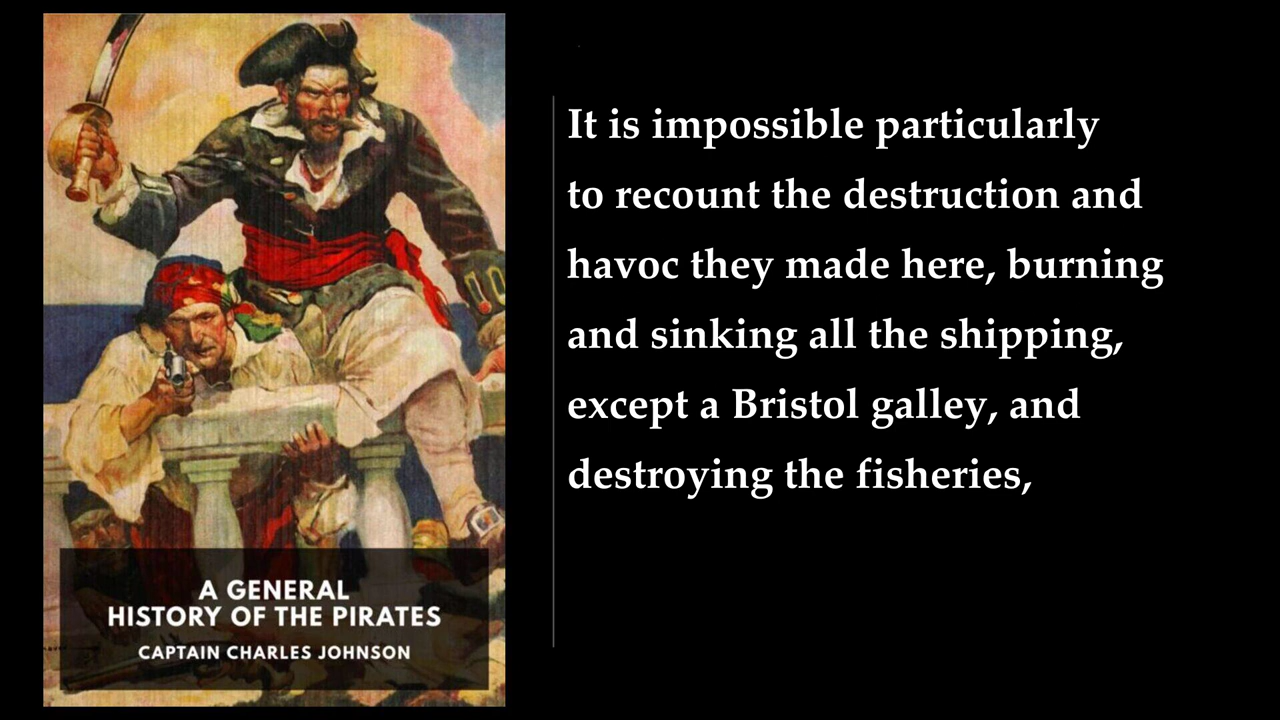 A GENERAL
HISTORY OF THE PIRATES
CAPTAIN CHARLES JOHNSON
It is impossible particularly
to recount the destruction and
havoc they made here, burning
and sinking all the shipping,
except a Bristol galley, and
destroying the fisheries,